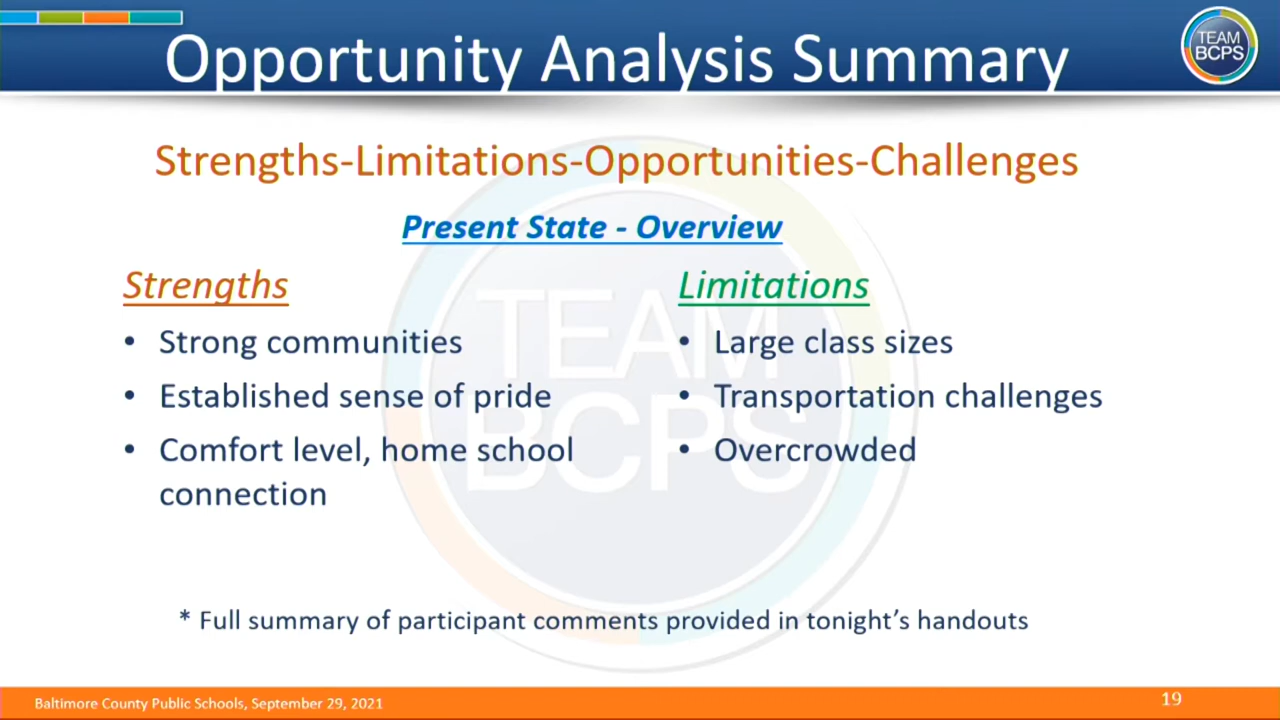 Opportunity Analysis Summary
TEAM
BCPS
Strengths-Limitations-Opportunities-Challenges
Present State - Overview
Strengths
• Strong communities
• Established sense of pride
• Comfort level, home school
connection
Limitations
• Large class sizes
• Transportation challenges
• Overcrowded
TEAM
BCPS
* Full summary of participant comments provided in tonight's handouts
Baltimore County Public Schools, September 29, 2021
19